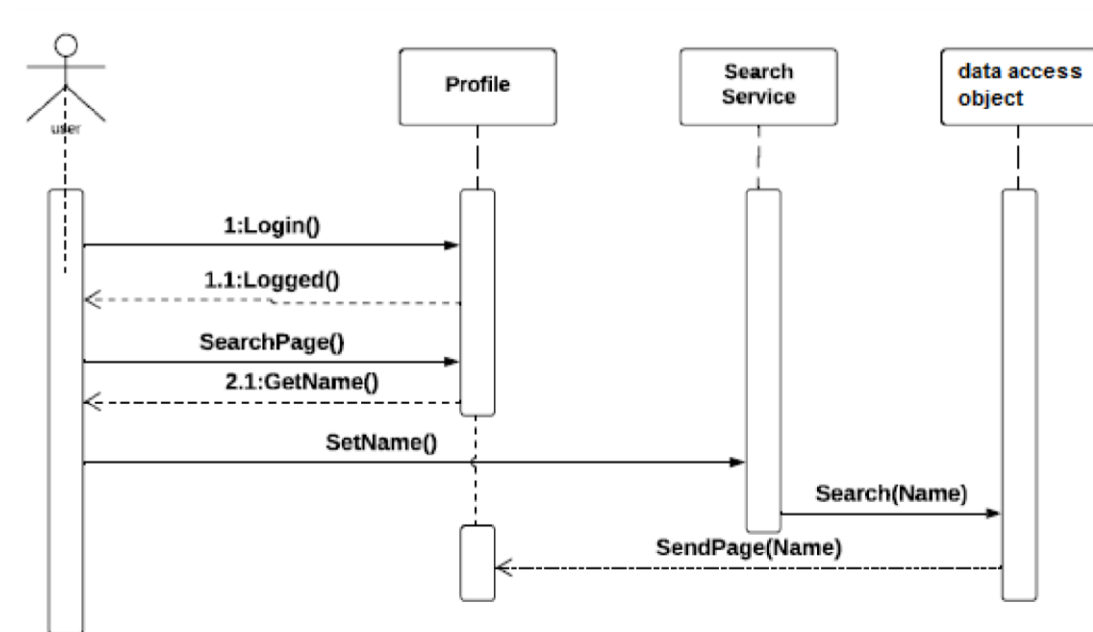 user
Profile
Search
Service
data access
object
1:Login()
1.1:Logged()
SearchPage()
2.1:GetName()
SetName()
Search(Name)
SendPage(Name)